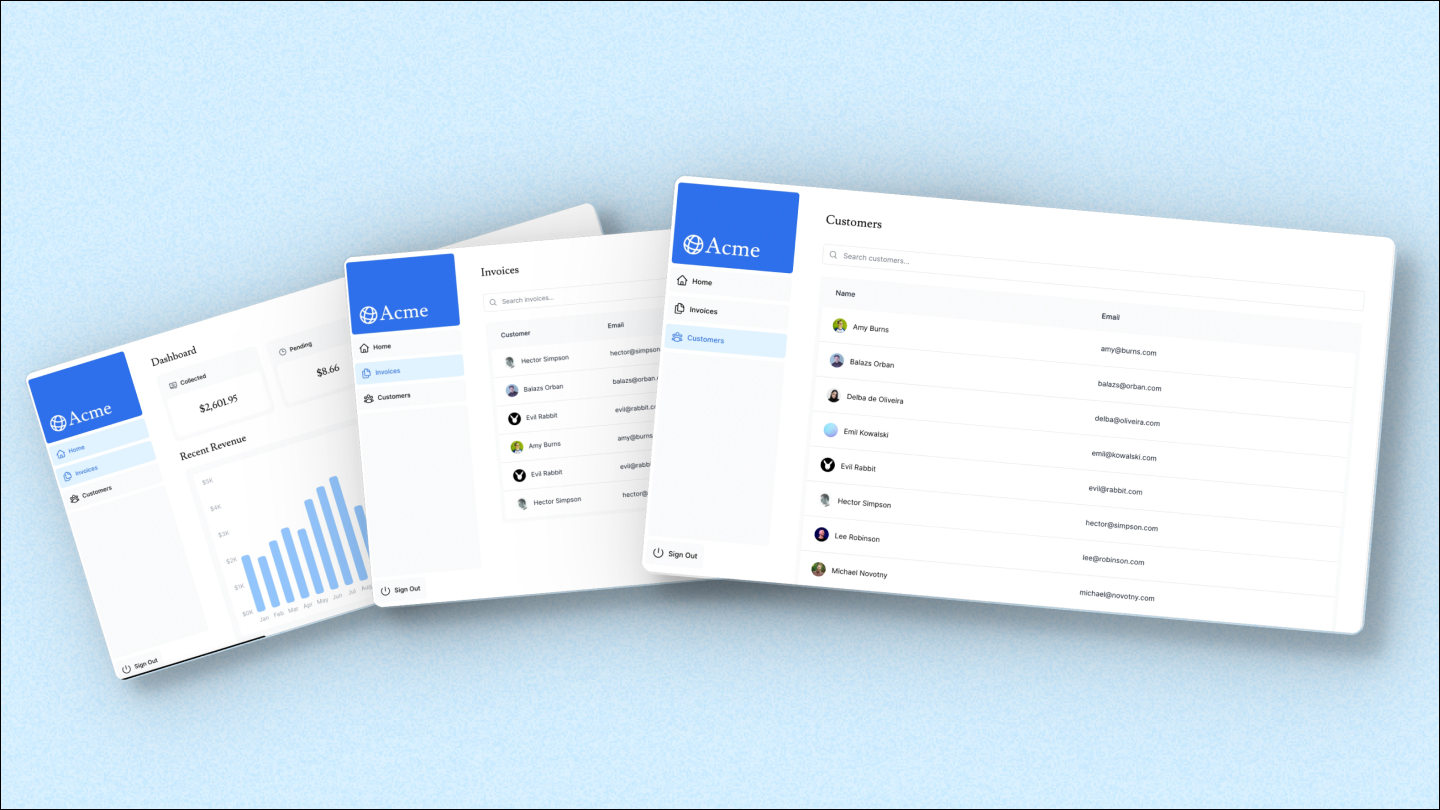 Acme
Home
Invoices
Customers
Sign Out
Dashboard
Collected
$2,601.95
Pending
$8.66
Recent Revenue
$5K
$4K
$3K
$2K
$1K
$0K
Jan Feb Mar Apr May Jun Jul Aug
Acme
Home
Invoices
Customers
Sign Out
Invoices
Search invoices...
Customer Email
Hector Simpson hector@simpson
Balazs Orban balazs@orban.
Evil Rabbit evil@rabbit.c
Amy Burns amy@burns
Evil Rabbit evil@rabb
Hector Simpson hector@
Acme
Home
Invoices
Customers
Sign Out
Customers
Search customers...
Name Email
Amy Burns amy@burns.com
Balazs Orban balazs@orban.com
Delba de Oliveira delba@oliveira.com
Emil Kowalski emil@kowalski.com
Evil Rabbit evil@rabbit.com
Hector Simpson hector@simpson.com
Lee Robinson lee@robinson.com
Michael Novotny michael@novotny.com